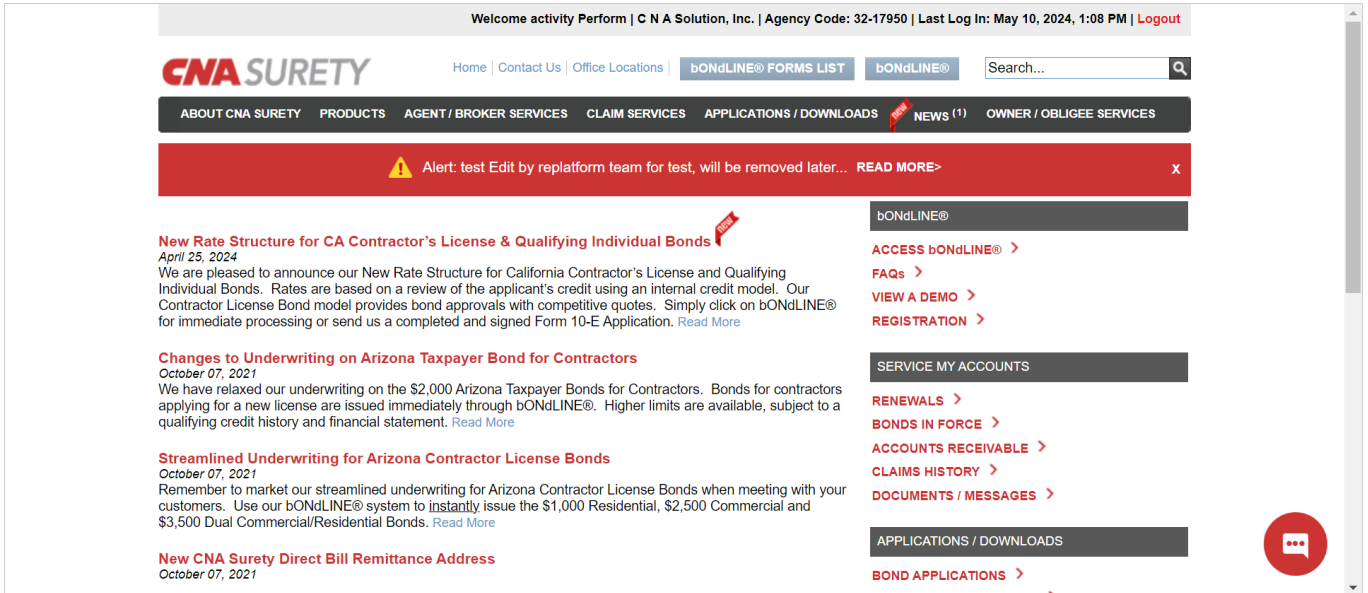 Welcome activity Perform | C N A Solution, Inc. | Agency Code: 32-17950 | Last Log In: May 10, 2024, 1:08 PM | Logout
CNA SURETY
Home | Contact Us | Office Locations |
bONdLINE® FORMS LIST
bONdLINE®
Search...
ABOUT CNA SURETY
PRODUCTS
AGENT / BROKER SERVICES
CLAIM SERVICES
APPLICATIONS / DOWNLOADS
new
NEWS (1)
OWNER / OBLIGEE SERVICES
Alert: test Edit by replatform team for test, will be removed later... READ MORE>
X
New Rate Structure for CA Contractor’s License & Qualifying Individual Bonds
new
April 25, 2024
We are pleased to announce our New Rate Structure for California Contractor’s License and Qualifying
Individual Bonds. Rates are based on a review of the applicant’s credit using an internal credit model. Our
Contractor License Bond model provides bond approvals with competitive quotes. Simply click on bONdLINE®
for immediate processing or send us a completed and signed Form 10-E Application. Read More
Changes to Underwriting on Arizona Taxpayer Bond for Contractors
October 07, 2021
We have relaxed our underwriting on the $2,000 Arizona Taxpayer Bonds for Contractors. Bonds for contractors
applying for a new license are issued immediately through bONdLINE®. Higher limits are available, subject to a
qualifying credit history and financial statement. Read More
Streamlined Underwriting for Arizona Contractor License Bonds
October 07, 2021
Remember to market our streamlined underwriting for Arizona Contractor License Bonds when meeting with your
customers. Use our bONdLINE® system to instantly issue the $1,000 Residential, $2,500 Commercial and
$3,500 Dual Commercial/Residential Bonds. Read More
New CNA Surety Direct Bill Remittance Address
October 07, 2021
bONdLINE®
ACCESS bONdLINE®
FAQs
VIEW A DEMO
REGISTRATION
SERVICE MY ACCOUNTS
RENEWALS
BONDS IN FORCE
ACCOUNTS RECEIVABLE
CLAIMS HISTORY
DOCUMENTS / MESSAGES
APPLICATIONS / DOWNLOADS
BOND APPLICATIONS